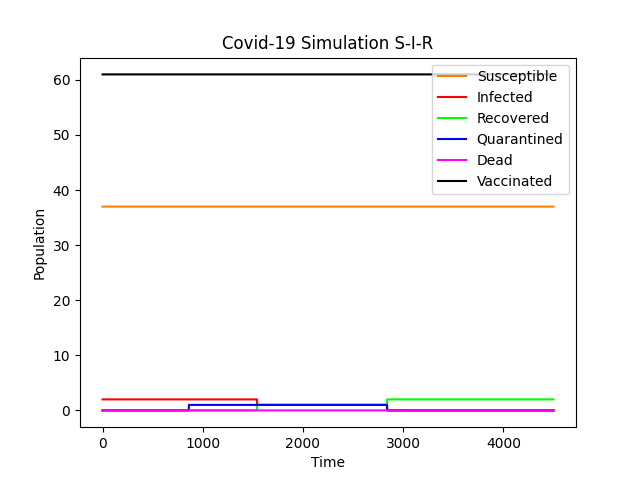 Covid-19 Simulation S-I-R
Susceptible
Infected
Recovered
Quarantined
Dead
Vaccinated
60
50
40
30
20
10
0
Population
0 1000 2000 3000 4000
Time